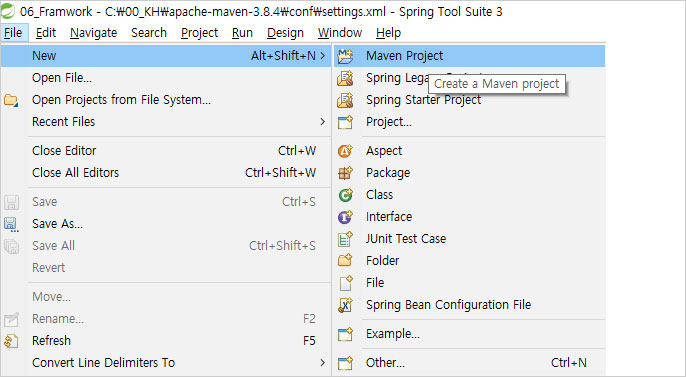 06_Framwork - C:₩00_KH₩apache-maven-3.8.4₩conf₩settings.xml - Spring Tool Suite 3
File Edit Navigate Search Project Run Design Window Help
New Alt+Shift+N >
Open File...
Open Projects from File System...
Recent Files >
Close Editor Ctrl+W
Close All Editors Ctrl+Shift+W
Save Ctrl+S
Save As...
Save All Ctrl+Shift+S
Revert
Move...
Rename... F2
Refresh F5
Convert Line Delimiters To >
Maven Project
Spring Lega
Create a Maven project
Spring Starter Project
Project...
Aspect
Package
Class
Interface
JUnit Test Case
Folder
File
Spring Bean Configuration File
Example...
Other... Ctrl+N